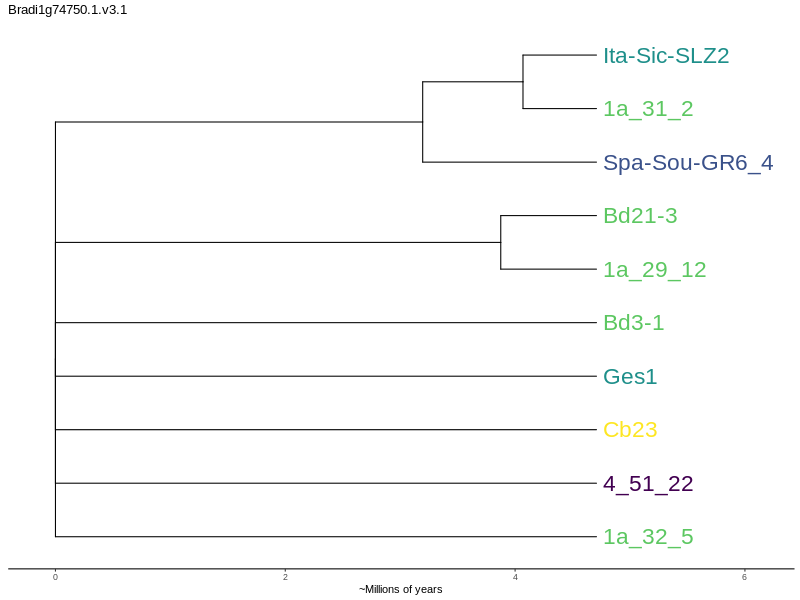 Bradi1g74750.1.v3.1
Ita-Sic-SLZ2
1a_31_2
Spa-Sou-GR6_4
Bd21-3
1a_29_12
Bd3-1
Ges1
Cb23
4_51_22
1a_32_5
0 2 4 6
~Millions of years